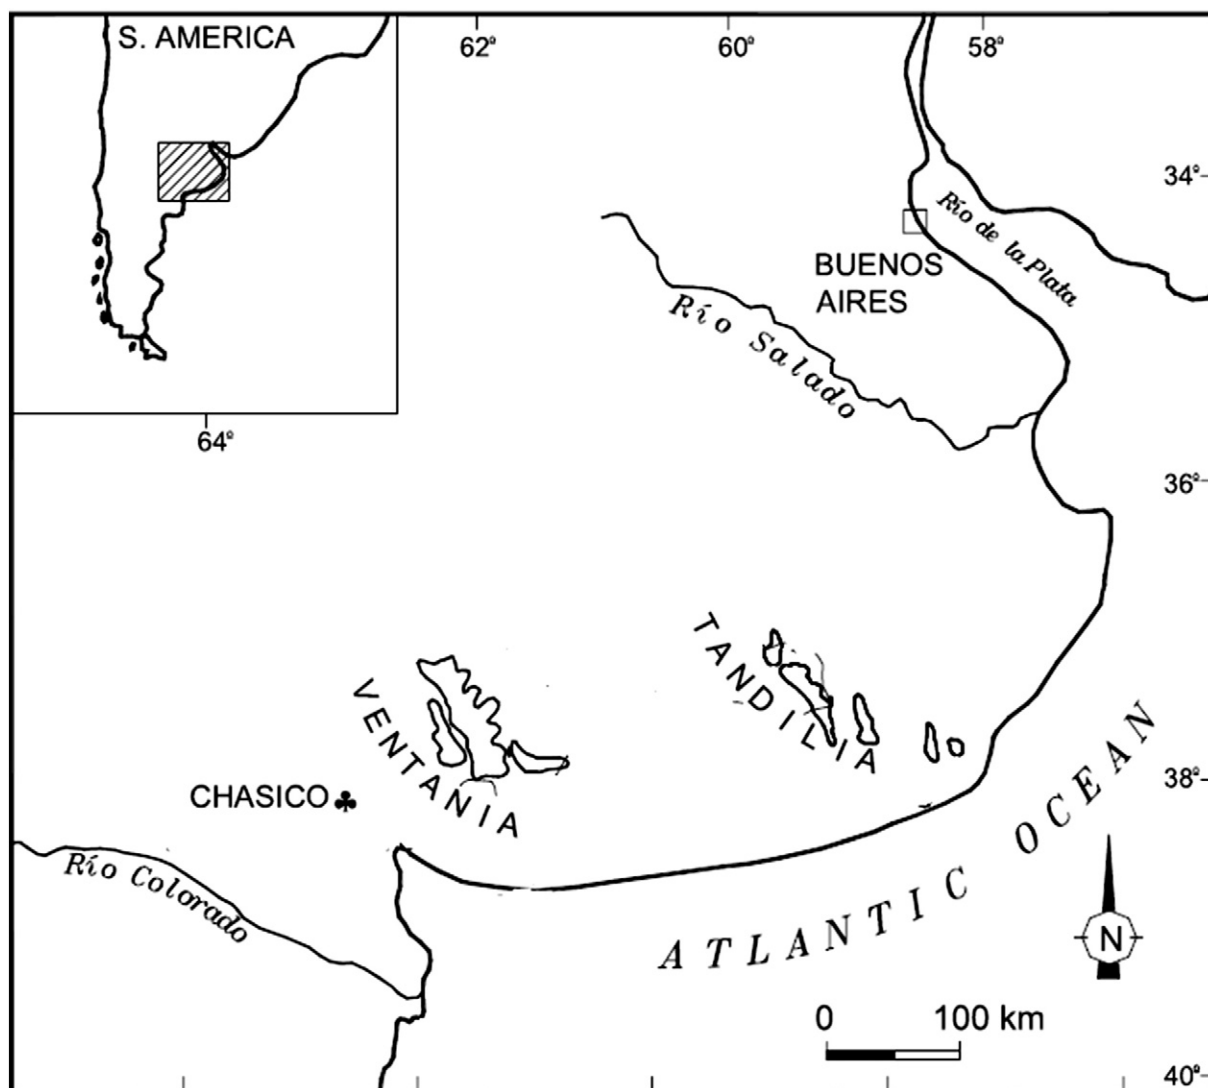 S. AMERICA
62º
60º
58º
34º
Río de la Plata
BUENOS
AIRES
Río Salado
64º
36º
TANDILIA
VENTANIA
38º
CHASICO
Río Colorado
ATLANTIC OCEAN
N
0 100 km
40º